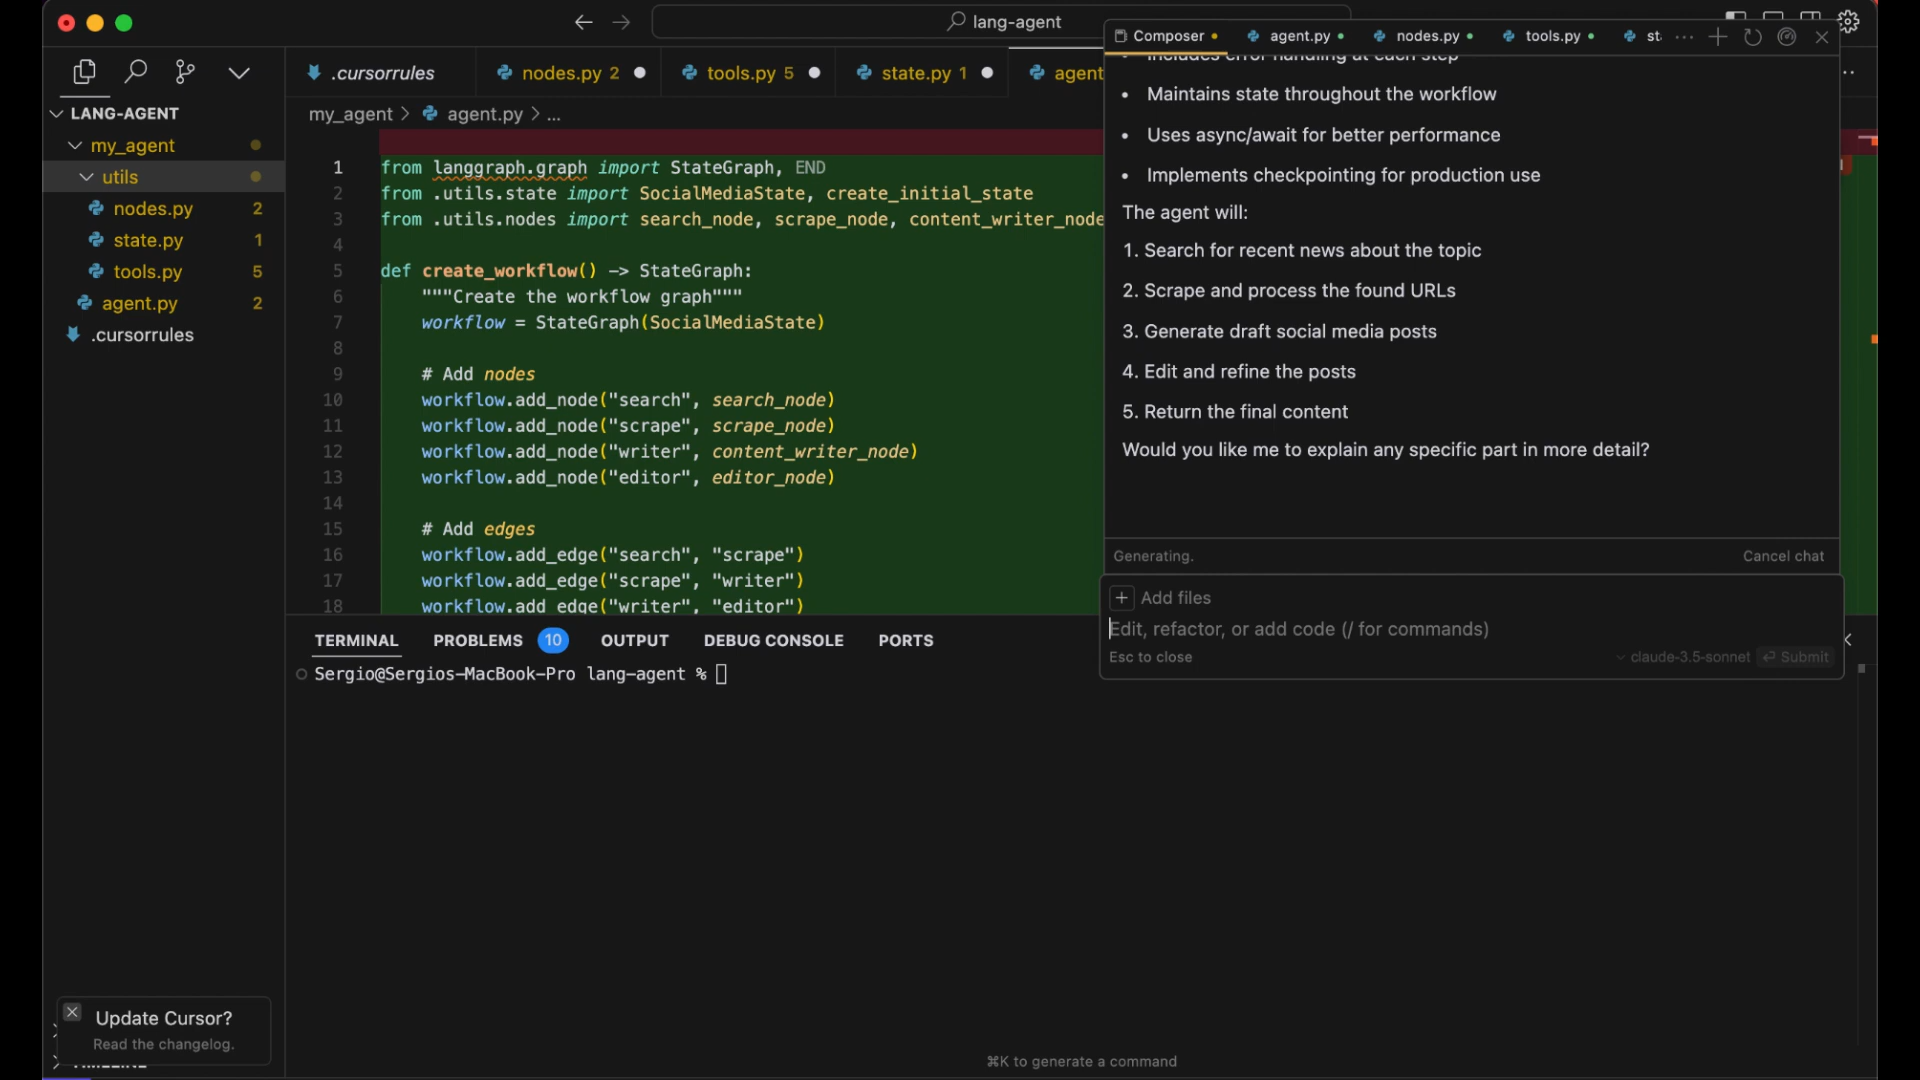 lang-agent
Composer
agent.py
nodes.py
tools.py
.cursorrules
nodes.py 2
tools.py 5
state.py 1
agent
LANG-AGENT
my_agent
utils
nodes.py 2
state.py 1
tools.py 5
agent.py 2
.cursorrules
my_agent > agent.py > ...
1 from langgraph.graph import StateGraph, END
2 from .utils.state import SocialMediaState, create_initial_state
3 from .utils.nodes import search_node, scrape_node, content_writer_node
4
5 def create_workflow() -> StateGraph:
6 """Create the workflow graph"""
7 workflow = StateGraph(SocialMediaState)
8
9 # Add nodes
10 workflow.add_node("search", search_node)
11 workflow.add_node("scrape", scrape_node)
12 workflow.add_node("writer", content_writer_node)
13 workflow.add_node("editor", editor_node)
14
15 # Add edges
16 workflow.add_edge("search", "scrape")
17 workflow.add_edge("scrape", "writer")
18 workflow.add_edge("writer", "editor")
• Includes error handling at each step
• Maintains state throughout the workflow
• Uses async/await for better performance
• Implements checkpointing for production use
The agent will:
1. Search for recent news about the topic
2. Scrape and process the found URLs
3. Generate draft social media posts
4. Edit and refine the posts
5. Return the final content
Would you like me to explain any specific part in more detail?
Generating.
Cancel chat
+ Add files
Edit, refactor, or add code (/ for commands)
Esc to close
claude-3.5-sonnet
Submit
TERMINAL
PROBLEMS 10
OUTPUT
DEBUG CONSOLE
PORTS
Sergio@Sergios-MacBook-Pro lang-agent %
Update Cursor?
Read the changelog.
TIMELINE
⌘K to generate a command